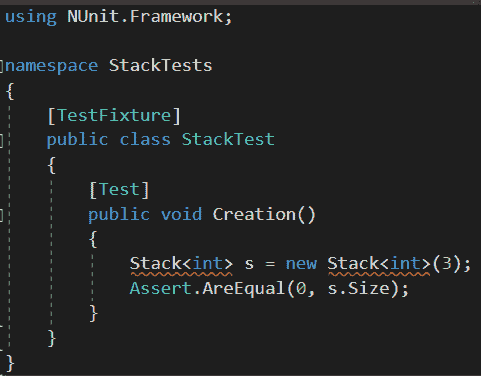 using NUnit.Framework;
namespace StackTests
{
[TestFixture]
public class StackTest
{
[Test]
public void Creation()
{
Stack<int> s = new Stack<int>(3);
Assert.AreEqual(0, s.Size);
}
}
}